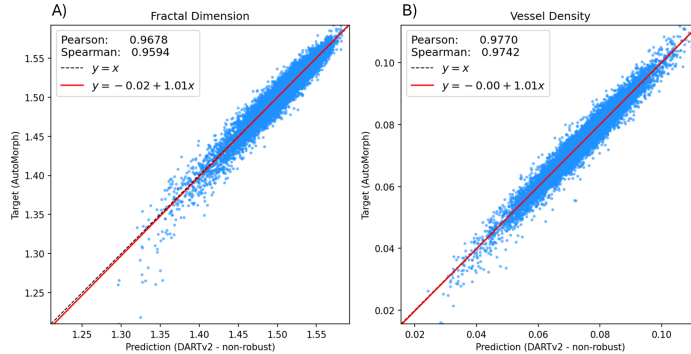 A)
Fractal Dimension
Pearson: 0.9678
Spearman: 0.9594
y = x
y = −0.02 + 1.01x
1.55
1.50
1.45
1.40
1.35
1.30
1.25
Target (AutoMorph)
1.25 1.30 1.35 1.40 1.45 1.50 1.55
Prediction (DARTv2 - non-robust)
B)
Vessel Density
Pearson: 0.9770
Spearman: 0.9742
y = x
y = −0.00 + 1.01x
0.10
0.08
0.06
0.04
0.02
Target (AutoMorph)
0.02 0.04 0.06 0.08 0.10
Prediction (DARTv2 - non-robust)